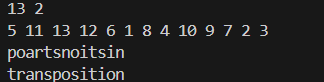 13 2
5 11 13 12 6 1 8 4 10 9 7 2 3
poartsnoitsin
transposition